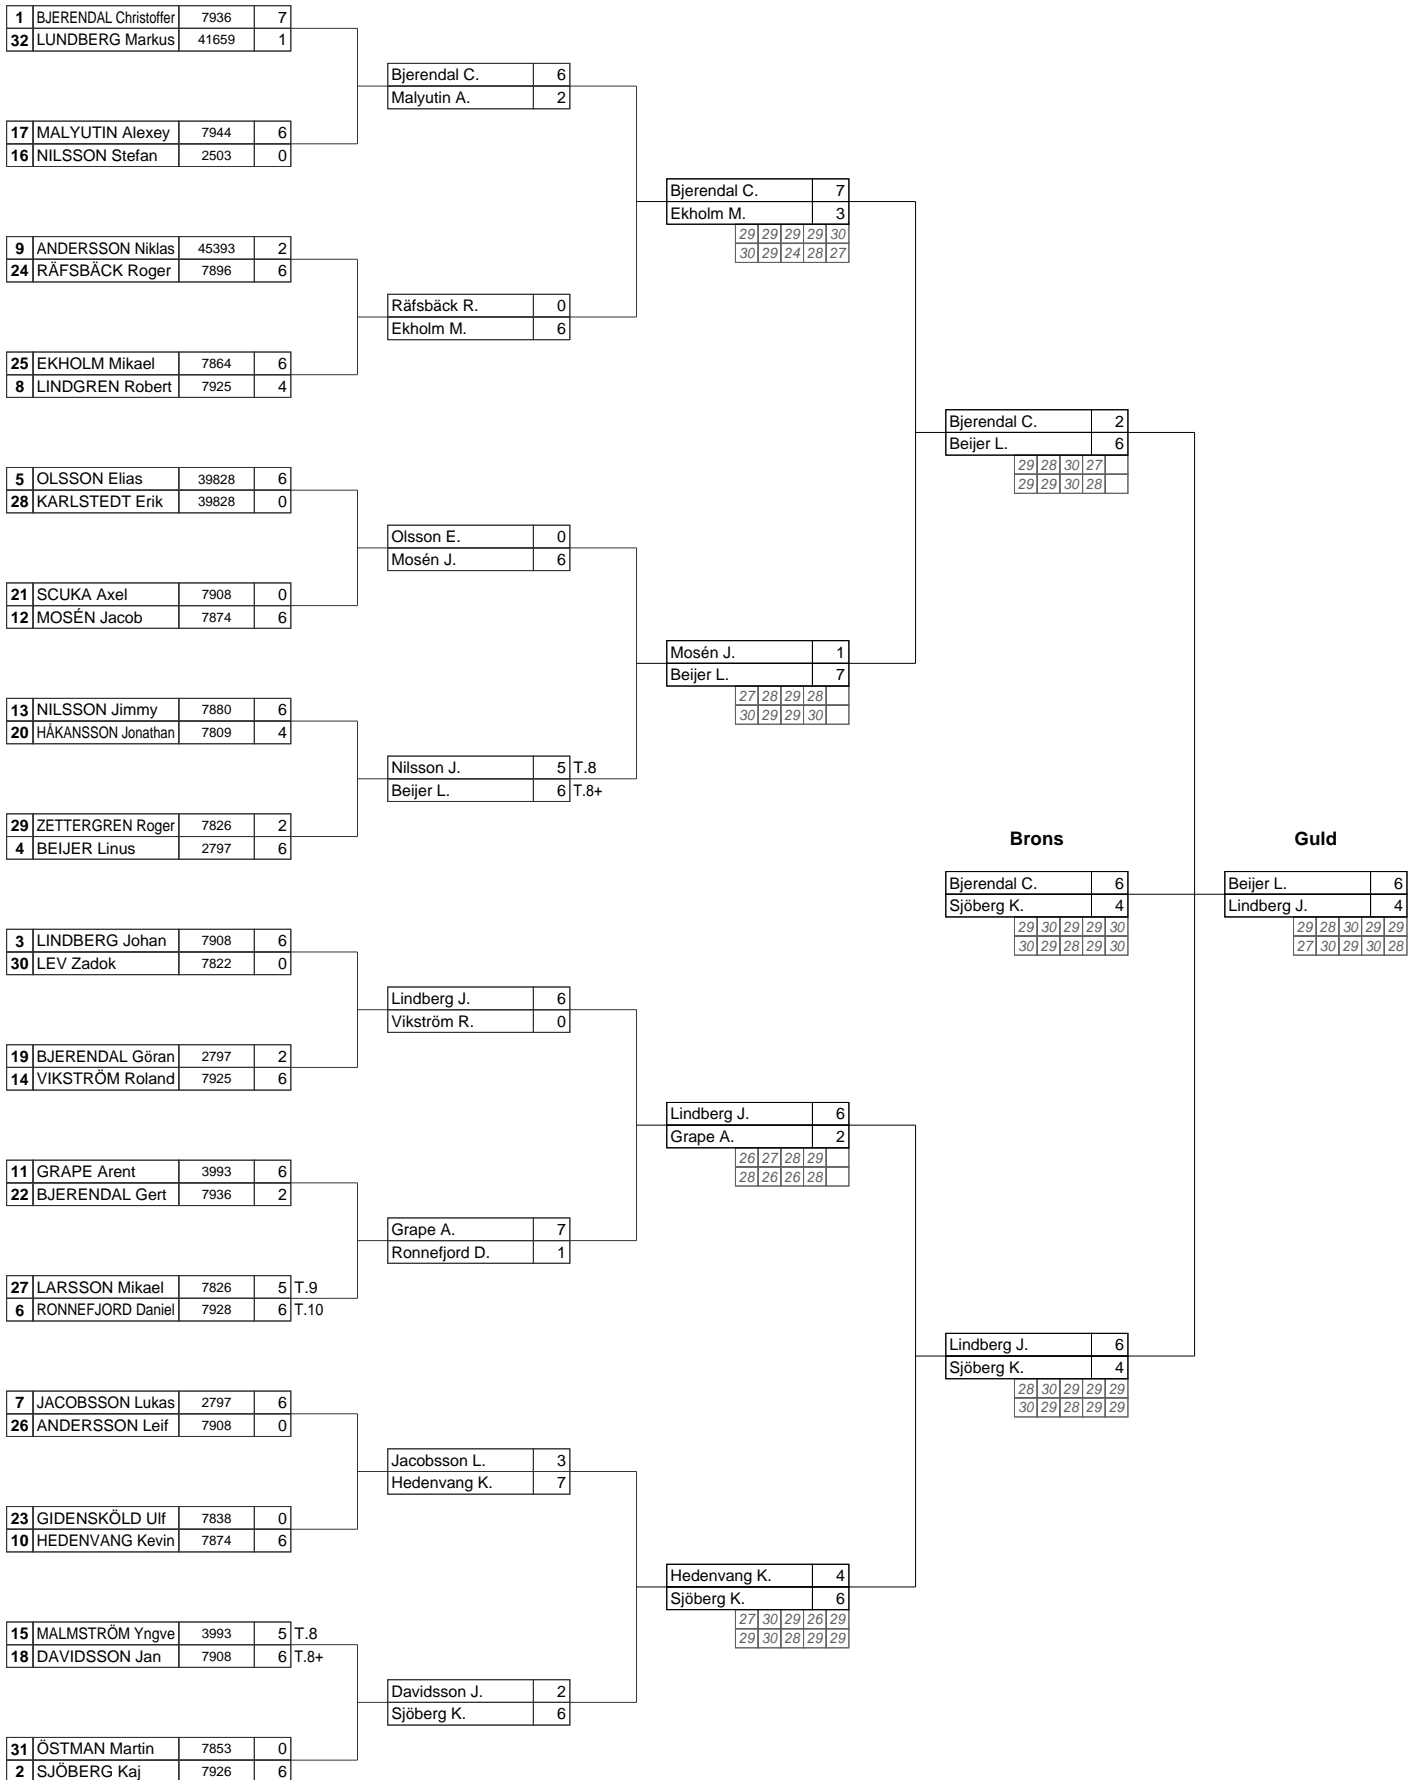 1 BJERENDAL Christoffer 7936 7
32 LUNDBERG Markus 41659 1
Bjerendal C. 6
Malyutin A. 2
17 MALYUTIN Alexey 7944 6
16 NILSSON Stefan 2503 0
Bjerendal C. 7
Ekholm M. 3
29 29 29 29 30
30 29 24 28 27
9 ANDERSSON Niklas 45393 2
24 RÄFSBÄCK Roger 7896 6
Räfsbäck R. 0
Ekholm M. 6
25 EKHOLM Mikael 7864 6
8 LINDGREN Robert 7925 4
Bjerendal C. 2
Beijer L. 6
29 28 30 27
29 29 30 28
5 OLSSON Elias 39828 6
28 KARLSTEDT Erik 39828 0
Olsson E. 0
Mosén J. 6
21 SCUKA Axel 7908 0
12 MOSÉN Jacob 7874 6
Mosén J. 1
Beijer L. 7
27 28 29 28
30 29 29 30
13 NILSSON Jimmy 7880 6
20 HÅKANSSON Jonathan 7809 4
Nilsson J. 5 T.8
Beijer L. 6 T.8+
29 ZETTERGREN Roger 7826 2
4 BEIJER Linus 2797 6
Brons Guld
Bjerendal C. 6 Beijer L. 6
Sjöberg K. 4 Lindberg J. 4
29 30 29 29 30 29 28 30 29 29
30 29 28 29 30 27 30 29 30 28
3 LINDBERG Johan 7908 6
30 LEV Zadok 7822 0
Lindberg J. 6
Vikström R. 0
19 BJERENDAL Göran 2797 2
14 VIKSTRÖM Roland 7925 6
Lindberg J. 6
Grape A. 2
26 27 28 29
28 26 26 28
11 GRAPE Arent 3993 6
22 BJERENDAL Gert 7936 2
Grape A. 7
Ronnefjord D. 1
27 LARSSON Mikael 7826 5 T.9
6 RONNEFJORD Daniel 7928 6 T.10
Lindberg J. 6
Sjöberg K. 4
28 30 29 29 29
30 29 28 29 29
7 JACOBSSON Lukas 2797 6
26 ANDERSSON Leif 7908 0
Jacobsson L. 3
Hedenvang K. 7
23 GIDENSKÖLD Ulf 7838 0
10 HEDENVANG Kevin 7874 6
Hedenvang K. 4
Sjöberg K. 6
27 30 29 26 29
29 30 28 29 29
15 MALMSTRÖM Yngve 3993 5 T.8
18 DAVIDSSON Jan 7908 6 T.8+
Davidsson J. 2
Sjöberg K. 6
31 ÖSTMAN Martin 7853 0
2 SJÖBERG Kaj 7926 6